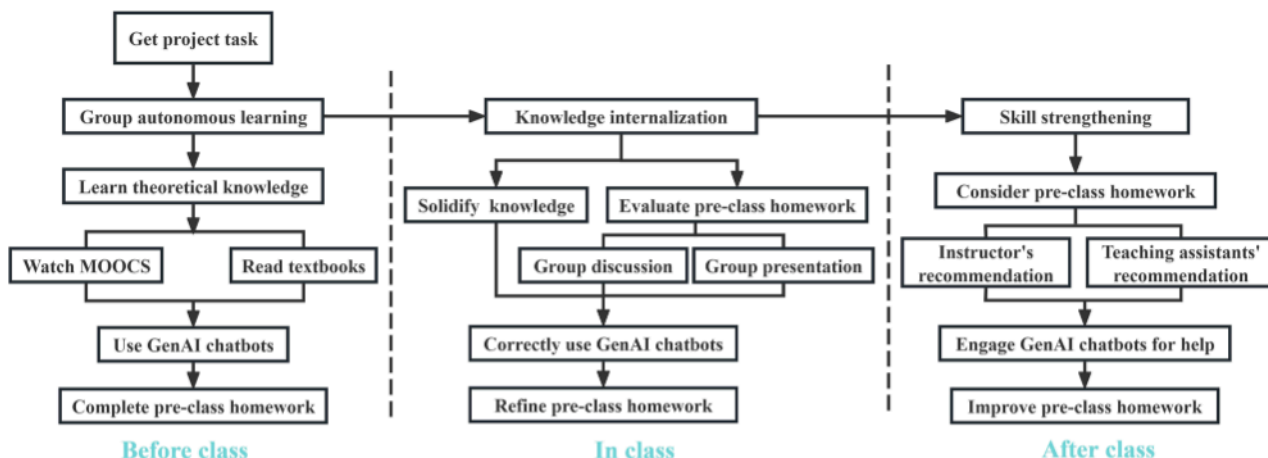 Get project task
Group autonomous learning
Learn theoretical knowledge
Watch MOOCS
Read textbooks
Use GenAI chatbots
Complete pre-class homework
Before class
Knowledge internalization
Solidify knowledge
Evaluate pre-class homework
Group discussion
Group presentation
Correctly use GenAI chatbots
Refine pre-class homework
In class
Skill strengthening
Consider pre-class homework
Instructor's
recommendation
Teaching assistants'
recommendation
Engage GenAI chatbots for help
Improve pre-class homework
After class